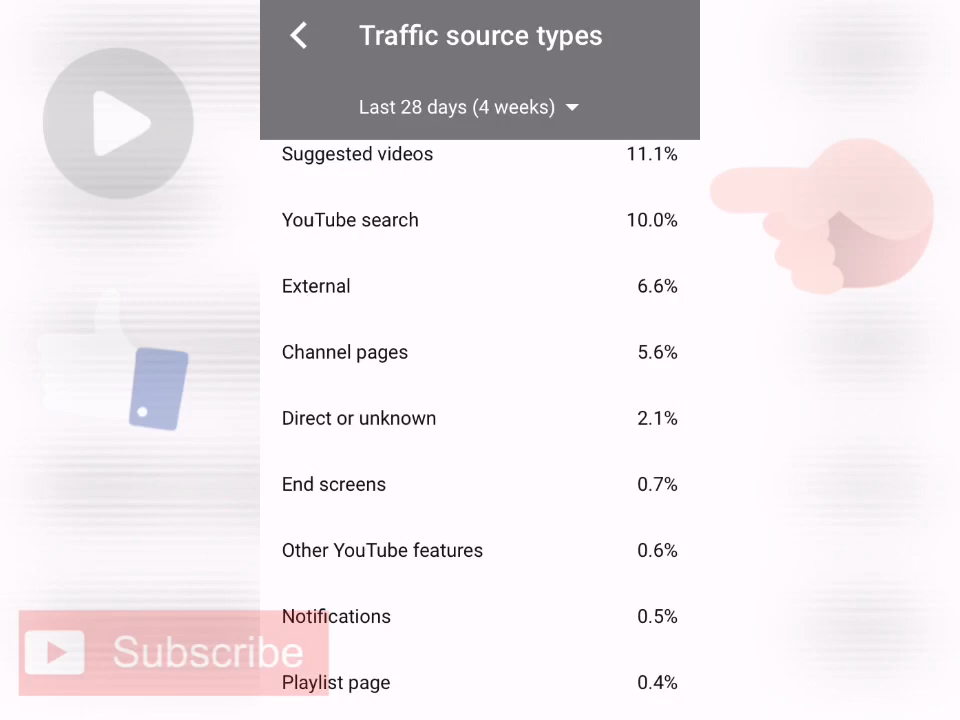 Traffic source types
Last 28 days (4 weeks)
Suggested videos 11.1%
YouTube search 10.0%
External 6.6%
Channel pages 5.6%
Direct or unknown 2.1%
End screens 0.7%
Other YouTube features 0.6%
Notifications 0.5%
Subscribe
Playlist page 0.4%